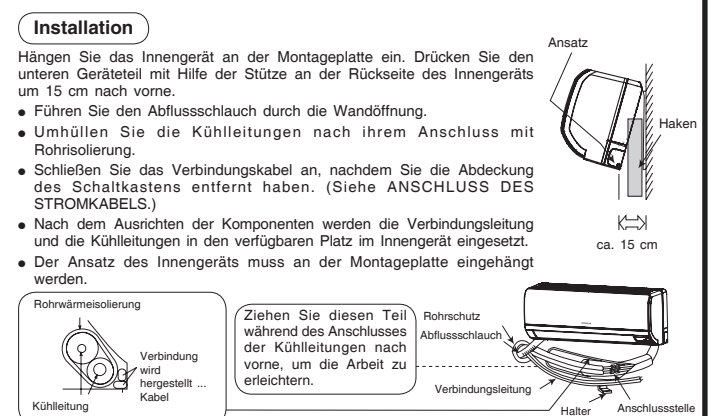 Installation
Hängen Sie das Innengerät an der Montageplatte ein. Drücken Sie den
unteren Geräteteil mit Hilfe der Stütze an der Rückseite des Innengeräts
um 15 cm nach vorne.
● Führen Sie den Abflussschlauch durch die Wandöffnung.
● Umhüllen Sie die Kühlleitungen nach ihrem Anschluss mit
Rohrisolierung.
● Schließen Sie das Verbindungskabel an, nachdem Sie die Abdeckung
des Schaltkastens entfernt haben. (Siehe ANSCHLUSS DES
STROMKABELS.)
● Nach dem Ausrichten der Komponenten werden die Verbindungsleitung
und die Kühlleitungen in den verfügbaren Platz im Innengerät eingesetzt.
● Der Ansatz des Innengeräts muss an der Montageplatte eingehängt
werden.
Ansatz
Haken
ca. 15 cm
Rohrwärmeisolierung
Verbindung
wird
hergestellt ...
Kabel
Kühlleitung
Ziehen Sie diesen Teil
während des Anschlusses
der Kühlleitungen nach
vorne, um die Arbeit zu
erleichtern.
Rohrschutz
Abflussschlauch
Verbindungsleitung
Halter
Anschlussstelle